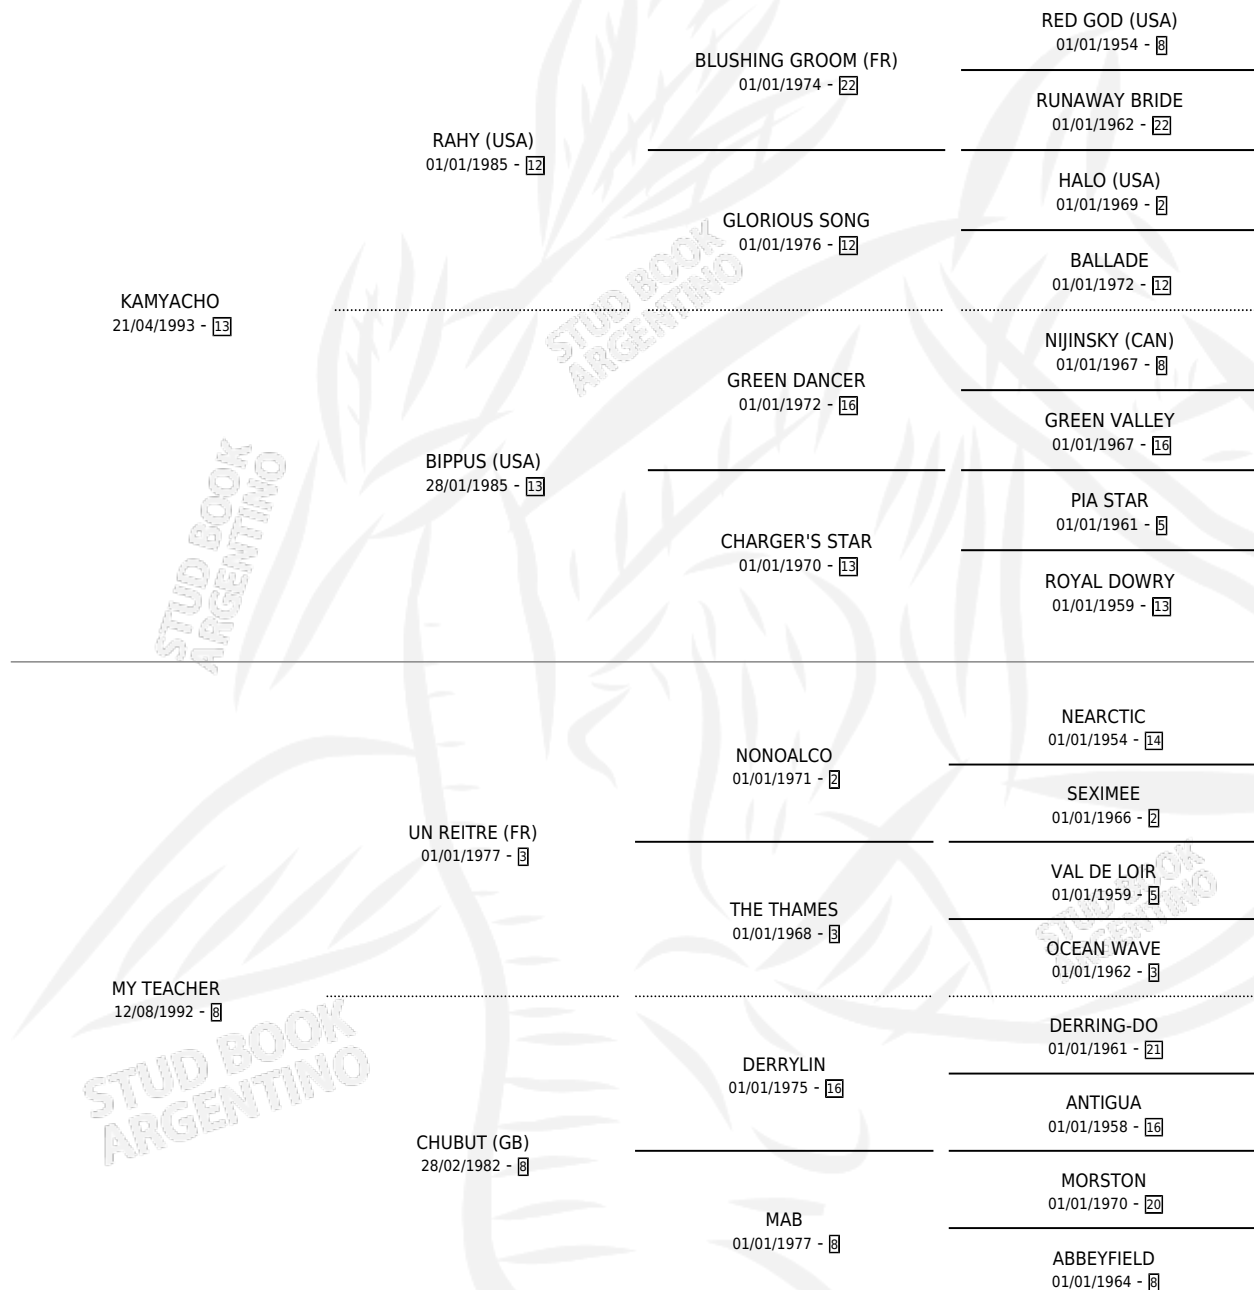 RED GOD (USA)
01/01/1954 - 8
BLUSHING GROOM (FR)
01/01/1974 - 22
RUNAWAY BRIDE
01/01/1962 - 22
RAHY (USA)
01/01/1985 - 12
HALO (USA)
01/01/1969 - 2
GLORIOUS SONG
01/01/1976 - 12
BALLADE
01/01/1972 - 12
KAMYACHO
21/04/1993 - 13
NIJINSKY (CAN)
01/01/1967 - 8
GREEN DANCER
01/01/1972 - 16
GREEN VALLEY
01/01/1967 - 16
BIPPUS (USA)
28/01/1985 - 13
PIA STAR
01/01/1961 - 5
CHARGER'S STAR
01/01/1970 - 13
ROYAL DOWRY
01/01/1959 - 13
NEARCTIC
01/01/1954 - 14
NONOALCO
01/01/1971 - 2
SEXIMEE
01/01/1966 - 2
UN REITRE (FR)
01/01/1977 - 3
VAL DE LOIR
01/01/1959 - 5
THE THAMES
01/01/1968 - 3
OCEAN WAVE
01/01/1962 - 3
MY TEACHER
12/08/1992 - 8
DERRING-DO
01/01/1961 - 21
DERRYLIN
01/01/1975 - 16
ANTIGUA
01/01/1958 - 16
CHUBUT (GB)
28/02/1982 - 8
MORSTON
01/01/1970 - 20
MAB
01/01/1977 - 8
ABBEYFIELD
01/01/1964 - 8
STUD BOOK
ARGENTINO
STUD BOOK
ARGENTINO
STUD BOOK
ARGENTINO
STUD BOOK
ARGENTINO